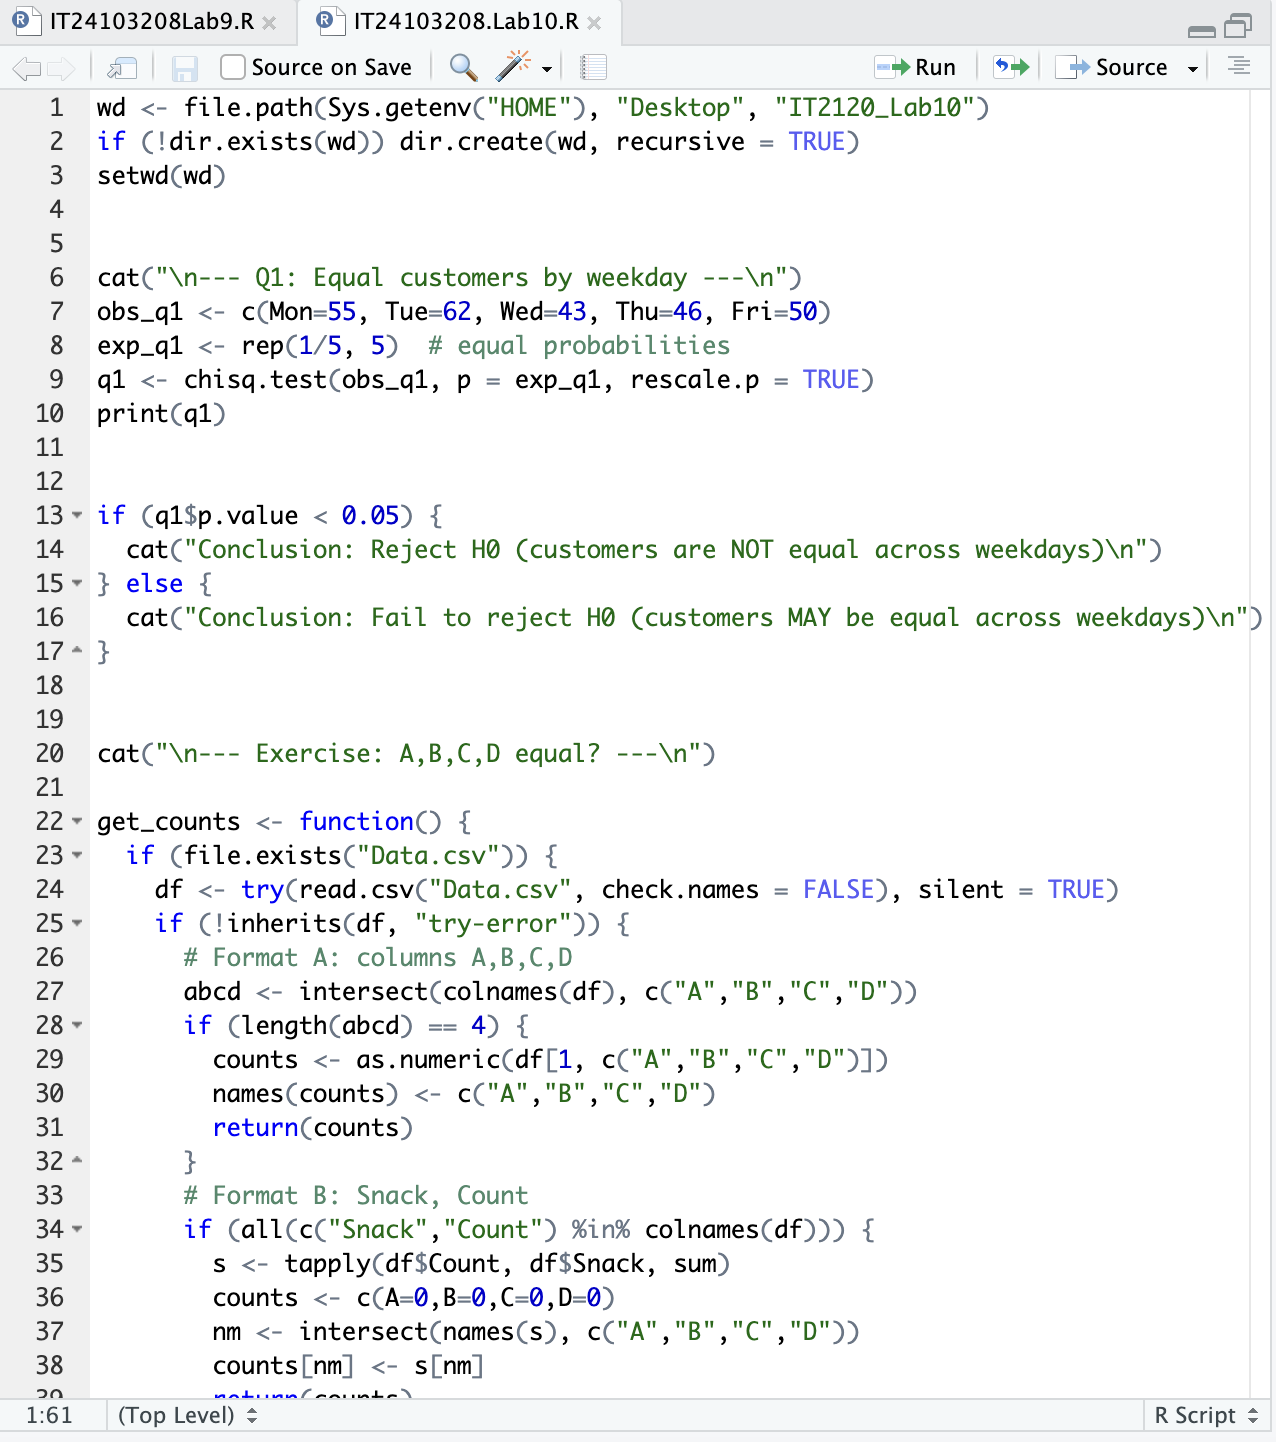 IT24103208Lab9.R
IT24103208.Lab10.R
Source on Save
Run
Source
1 wd <- file.path(Sys.getenv("HOME"), "Desktop", "IT2120_Lab10")
2 if (!dir.exists(wd)) dir.create(wd, recursive = TRUE)
3 setwd(wd)
4
5
6 cat("\n--- Q1: Equal customers by weekday ---\n")
7 obs_q1 <- c(Mon=55, Tue=62, Wed=43, Thu=46, Fri=50)
8 exp_q1 <- rep(1/5, 5)  # equal probabilities
9 q1 <- chisq.test(obs_q1, p = exp_q1, rescale.p = TRUE)
10 print(q1)
11
12
13 if (q1$p.value < 0.05) {
14   cat("Conclusion: Reject H0 (customers are NOT equal across weekdays)\n")
15 } else {
16   cat("Conclusion: Fail to reject H0 (customers MAY be equal across weekdays)\n")
17 }
18
19
20 cat("\n--- Exercise: A,B,C,D equal? ---\n")
21
22 get_counts <- function() {
23   if (file.exists("Data.csv")) {
24     df <- try(read.csv("Data.csv", check.names = FALSE), silent = TRUE)
25     if (!inherits(df, "try-error")) {
26       # Format A: columns A,B,C,D
27       abcd <- intersect(colnames(df), c("A","B","C","D"))
28       if (length(abcd) == 4) {
29         counts <- as.numeric(df[1, c("A","B","C","D")])
30         names(counts) <- c("A","B","C","D")
31         return(counts)
32       }
33       # Format B: Snack, Count
34       if (all(c("Snack","Count") %in% colnames(df))) {
35         s <- tapply(df$Count, df$Snack, sum)
36         counts <- c(A=0,B=0,C=0,D=0)
37         nm <- intersect(names(s), c("A","B","C","D"))
38         counts[nm] <- s[nm]
39         return(counts)
1:61 (Top Level) R Script